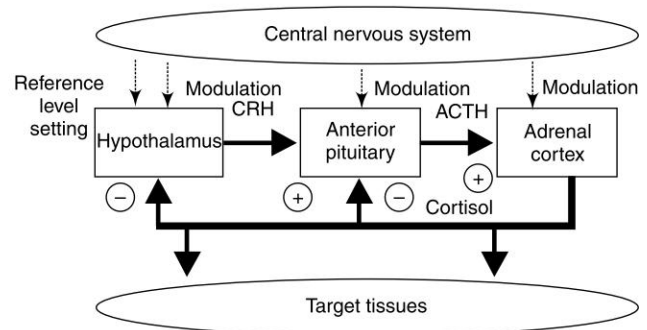 Central nervous system
Reference
level
setting
Modulation
CRH
Modulation
ACTH
Modulation
Hypothalamus
Anterior
pituitary
Adrenal
cortex
−
+
−
+
Cortisol
Target tissues